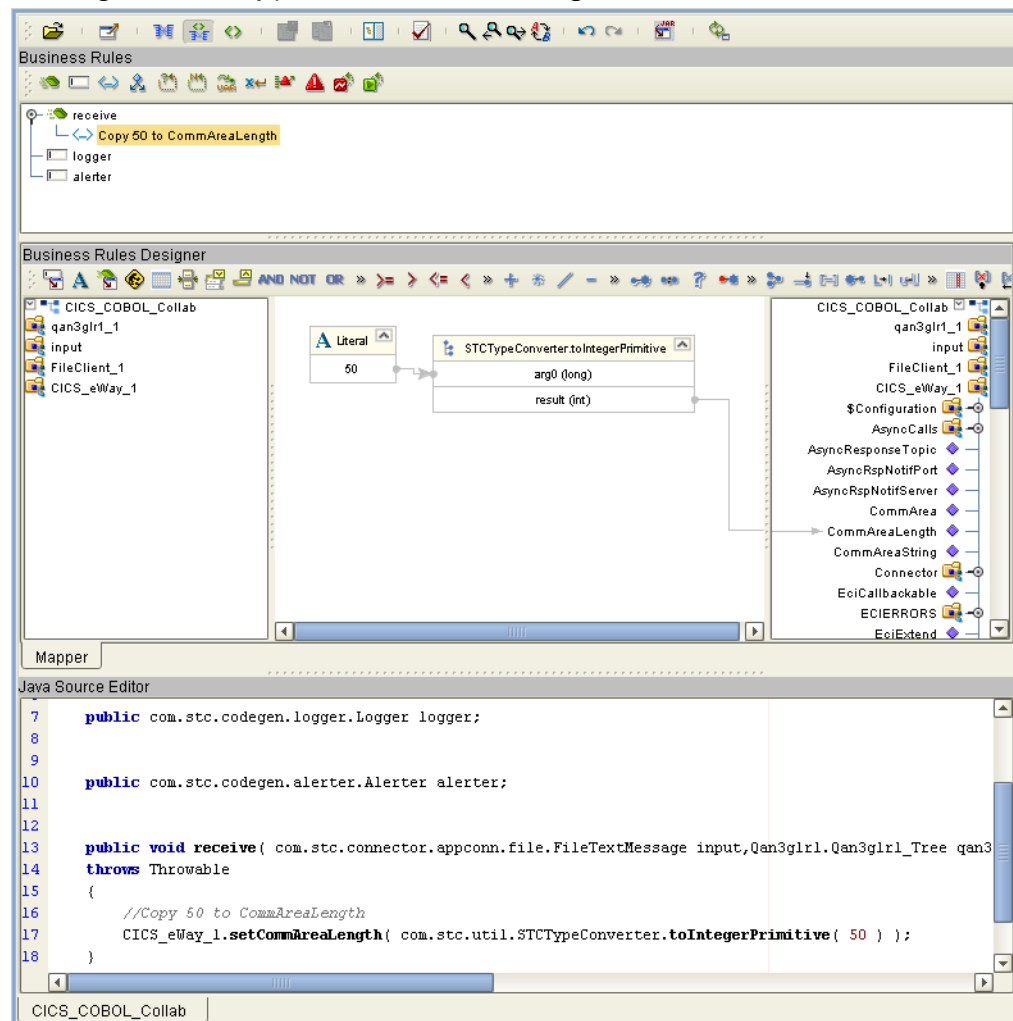 JAR
Business Rules
receive
Copy 50 to CommAreaLength
logger
alerter
Business Rules Designer
A AND NOT OR » >= > <= < » + * / - » ? » »
CICS_COBOL_Collab
qan3glr1_1
input
FileClient_1
CICS_eWay_1
A Literal
50
STCTypeConverter.toIntegerPrimitive
arg0 (long)
result (int)
CICS_COBOL_Collab
qan3glr1_1
input
FileClient_1
CICS_eWay_1
$Configuration
AsyncCalls
AsyncResponseTopic
AsyncRspNotifPort
AsyncRspNotifServer
CommArea
CommAreaLength
CommAreaString
Connector
EciCallbackable
ECIERRORS
EciExtend
Mapper
Java Source Editor
7 public com.stc.codegen.logger.Logger logger;
8
9
10 public com.stc.codegen.alerter.Alerter alerter;
11
12
13 public void receive( com.stc.connector.appconn.file.FileTextMessage input,Qan3glr1.Qan3glr1_Tree qan3
14 throws Throwable
15 {
16 //Copy 50 to CommAreaLength
17 CICS_eWay_1.setCommAreaLength( com.stc.util.STCTypeConverter.toIntegerPrimitive( 50 ) );
18 }
CICS_COBOL_Collab